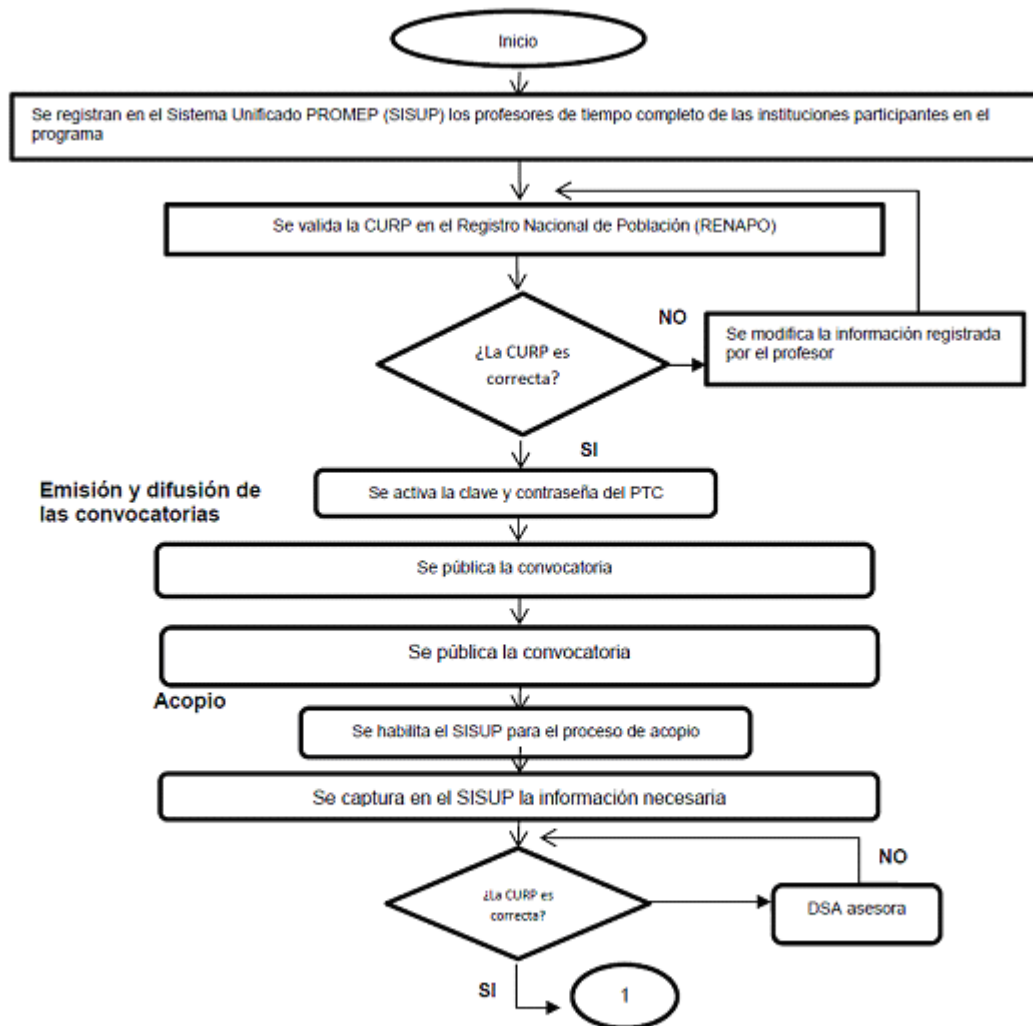 Inicio
Se registran en el Sistema Unificado PROMEP (SISUP) los profesores de tiempo completo de las instituciones participantes en el
programa
Se valida la CURP en el Registro Nacional de Población (RENAPO)
NO
Se modifica la información registrada
por el profesor
¿La CURP es
correcta?
SI
Emisión y difusión de
las convocatorias
Se activa la clave y contraseña del PTC
Se pública la convocatoria
Se pública la convocatoria
Acopio
Se habilita el SISUP para el proceso de acopio
Se captura en el SISUP la información necesaria
NO
¿La CURP es
correcta?
DSA asesora
SI
1